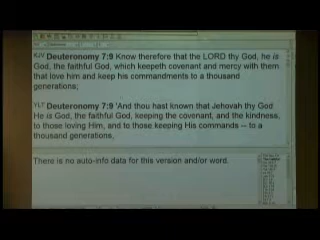 KJV Deuteronomy 7:9 Know therefore that the LORD thy God, he is
God, the faithful God, which keepeth covenant and mercy with them
that love him and keep his commandments to a thousand
generations;
YLT Deuteronomy 7:9 'And thou hast known that Jehovah thy God
He is God, the faithful God, keeping the covenant, and the kindness,
to those loving Him, and to those keeping His commands -- to a
thousand generations,
There is no auto-info data for this version and/or word.